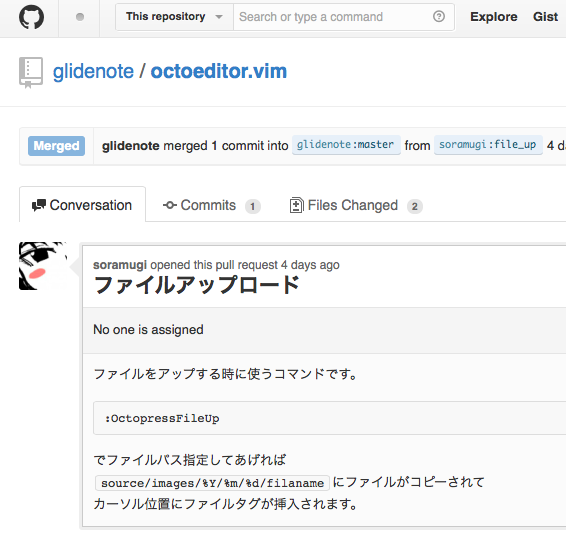 This repository Search or type a command Explore Gist
glidenote / octoeditor.vim
Merged glidenote merged 1 commit into glidenote:master from soramugi:file_up 4 d
Conversation Commits 1 Files Changed 2
soramugi opened this pull request 4 days ago
ファイルアップロード
No one is assigned
ファイルをアップする時に使うコマンドです。
:OctopressFileUp
でファイルパス指定してあげれば
source/images/%Y/%m/%d/filaname にファイルがコピーされて
カーソル位置にファイルタグが挿入されます。